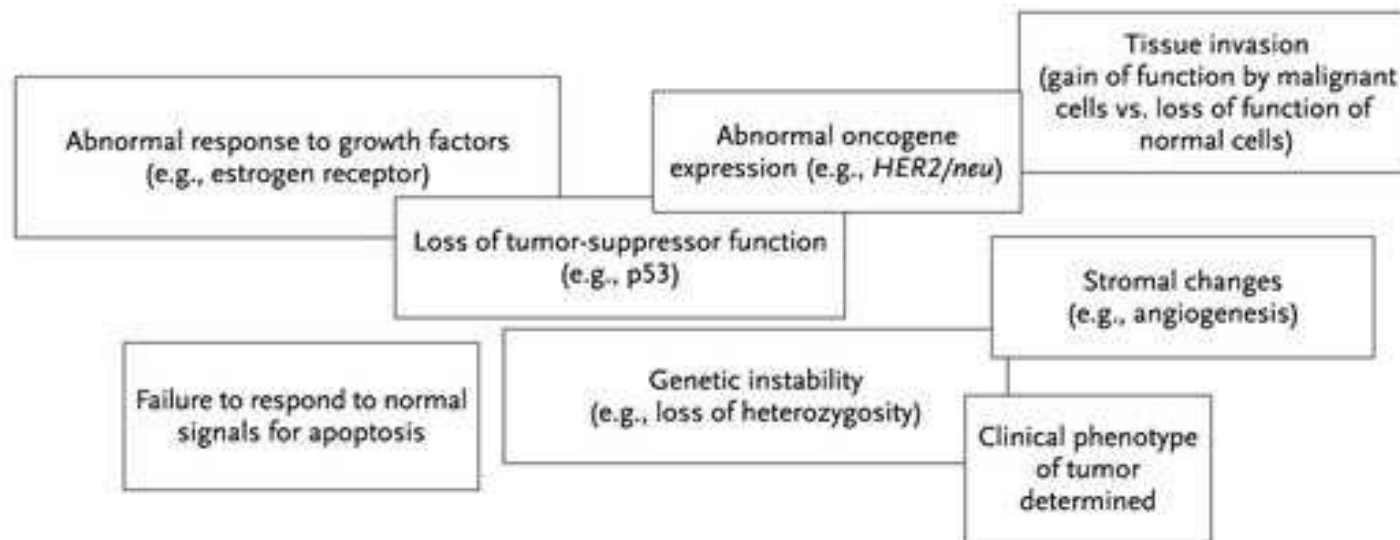 Tissue invasion
(gain of function by malignant
cells vs. loss of function of
normal cells)
Abnormal response to growth factors
(e.g., estrogen receptor)
Abnormal oncogene
expression (e.g., HER2/neu)
Loss of tumor-suppressor function
(e.g., p53)
Stromal changes
(e.g., angiogenesis)
Failure to respond to normal
signals for apoptosis
Genetic instability
(e.g., loss of heterozygosity)
Clinical phenotype
of tumor
determined